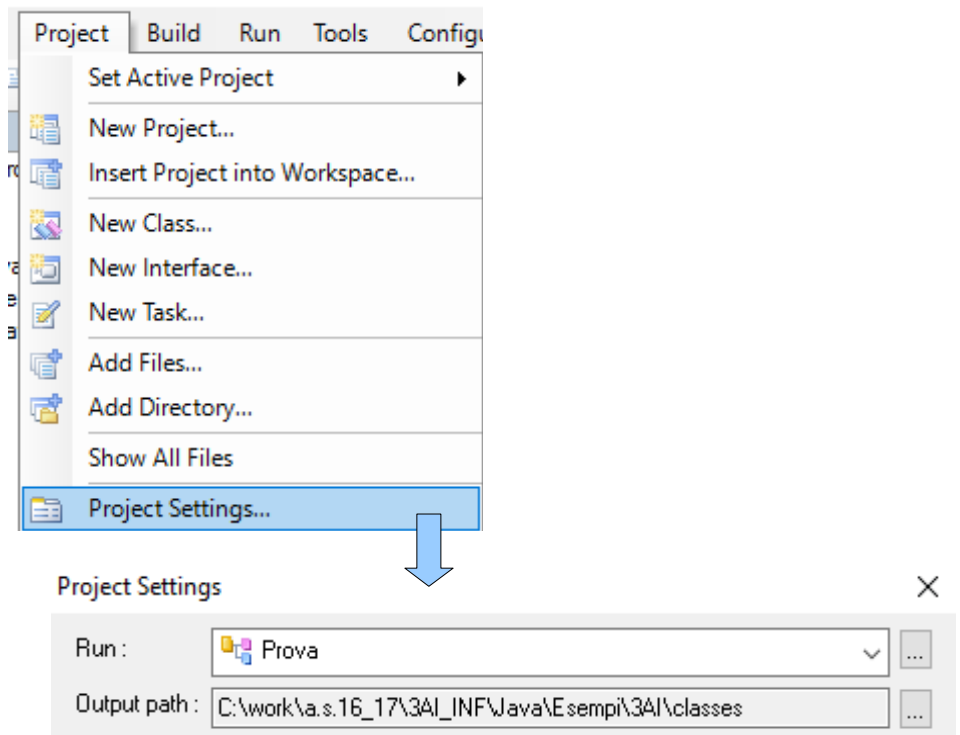 Project Build Run Tools Configu
Set Active Project
New Project...
Insert Project into Workspace...
New Class...
New Interface...
New Task...
Add Files...
Add Directory...
Show All Files
Project Settings...
Project Settings
Run : Prova ...
Output path : C:\work\a.s.16_17\3AI_INF\Java\Esempi\3AI\classes ...